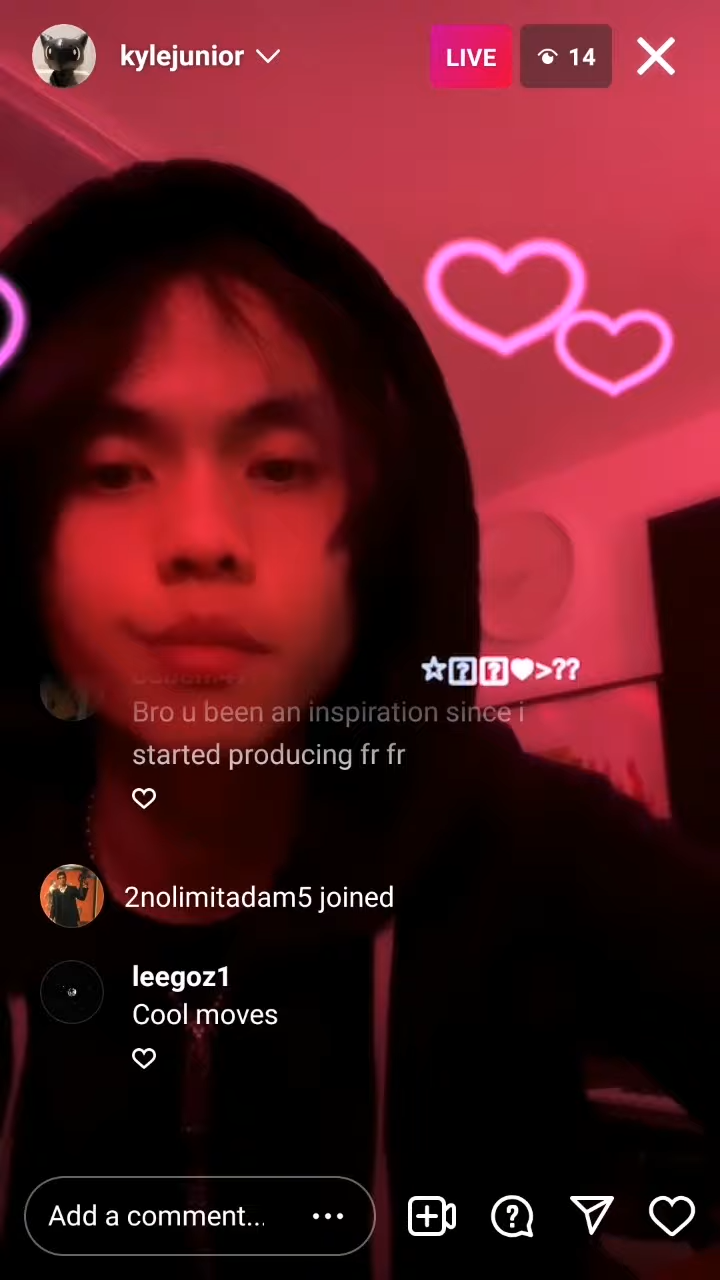 kylejunior
LIVE
14
☆⍰⍰♥>??
Bro u been an inspiration since i
started producing fr fr
2nolimitadam5 joined
leegoz1
Cool moves
Add a comment...